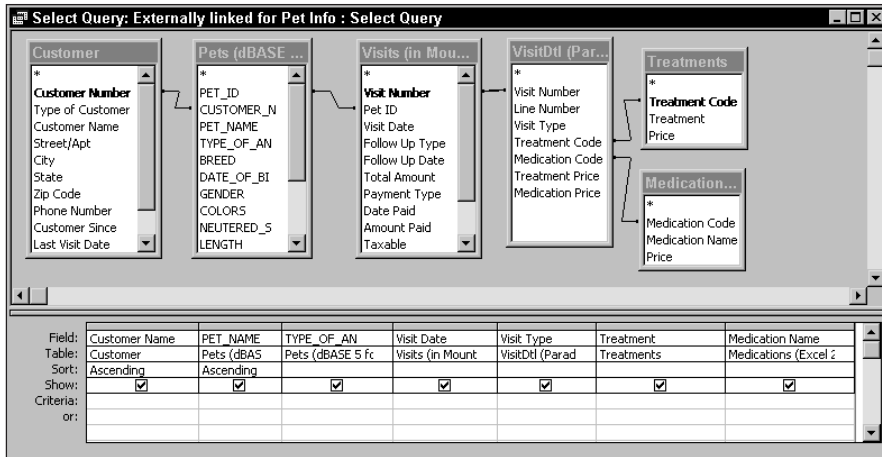 Select Query: Externally linked for Pet Info : Select Query
Customer
*
Customer Number
Type of Customer
Customer Name
Street/Apt
City
State
Zip Code
Phone Number
Customer Since
Last Visit Date
Pets (dBASE ...
*
PET_ID
CUSTOMER_N
PET_NAME
TYPE_OF_AN
BREED
DATE_OF_BI
GENDER
COLORS
NEUTERED_S
LENGTH
Visits (in Mou...
*
Visit Number
Pet ID
Visit Date
Follow Up Type
Follow Up Date
Total Amount
Payment Type
Date Paid
Amount Paid
Taxable
VisitDtl (Par...
*
Visit Number
Line Number
Visit Type
Treatment Code
Medication Code
Treatment Price
Medication Price
Treatments
*
Treatment Code
Treatment
Price
Medication...
*
Medication Code
Medication Name
Price
Field: Customer Name PET_NAME TYPE_OF_AN Visit Date Visit Type Treatment Medication Name
Table: Customer Pets (dBAS Pets (dBASE 5 fo Visits (in Mount VisitDtl (Parad Treatments Medications (Excel 2
Sort: Ascending Ascending
Show:
Criteria:
or: